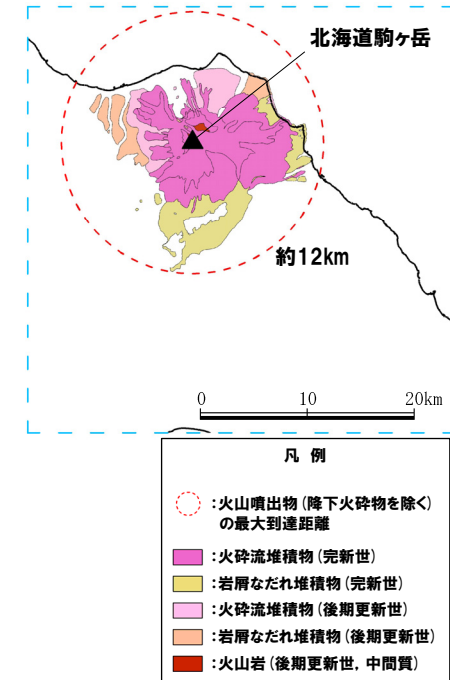 北海道駒ヶ岳
約12km
0 10 20km
凡 例
:火山噴出物(降下火砕物を除く)
の最大到達距離
:火砕流堆積物(完新世)
:岩屑なだれ堆積物(完新世)
:火砕流堆積物(後期更新世)
:岩屑なだれ堆積物(後期更新世)
:火山岩(後期更新世, 中間質)